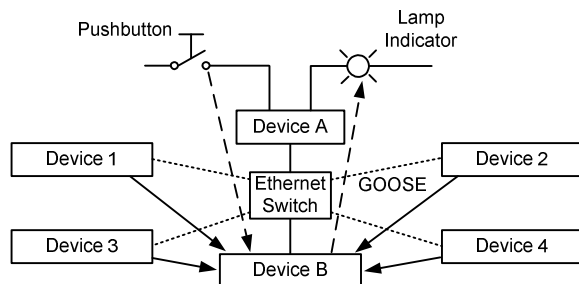 Pushbutton
Lamp
Indicator
Device A
Device 1
Device 2
Ethernet
Switch
GOOSE
Device 3
Device 4
Device B